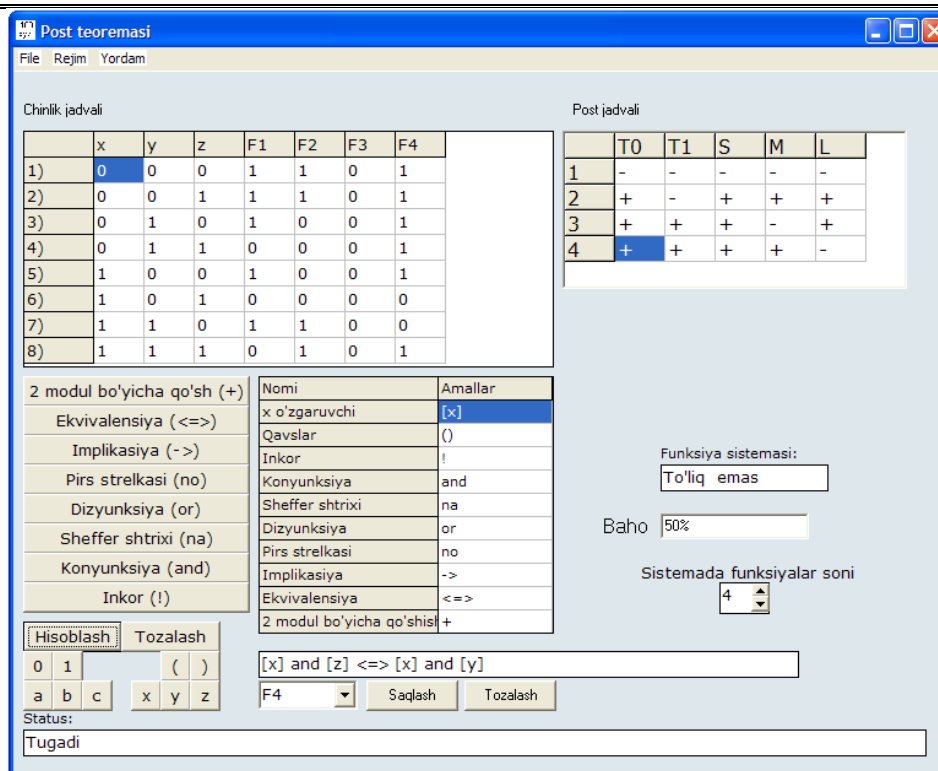 Post teoremasi
File Rejim Yordam
Chinlik jadvali
x y z F1 F2 F3 F4
1) 0 0 0 1 1 0 1
2) 0 0 1 1 1 0 1
3) 0 1 0 1 0 0 1
4) 0 1 1 0 0 0 1
5) 1 0 0 1 0 0 1
6) 1 0 1 0 0 0 0
7) 1 1 0 1 1 0 0
8) 1 1 1 0 1 0 1
Post jadvali
T0 T1 S M L
1 - - - - -
2 + - + + +
3 + + + - +
4 + + + + -
2 modul bo'yicha qo'sh (+)
Ekvivalensiya (<=>)
Implikasiya (->)
Pirs strelkasi (no)
Dizyunksiya (or)
Sheffer shtrixi (na)
Konyunksiya (and)
Inkor (!)
Nomi Amallar
x o'zgaruvchi [x]
Qavslar ()
Inkor !
Konyunksiya and
Sheffer shtrixi na
Dizyunksiya or
Pirs strelkasi no
Implikasiya ->
Ekvivalensiya <=>
2 modul bo'yicha qo'shish +
Funksiya sistemasi:
To'liq emas
Baho 50%
Sistemada funksiyalar soni
4
Hisoblash Tozalash
0 1 ( )
a b c x y z
[x] and [z] <=> [x] and [y]
F4 Saqlash Tozalash
Status:
Tugadi